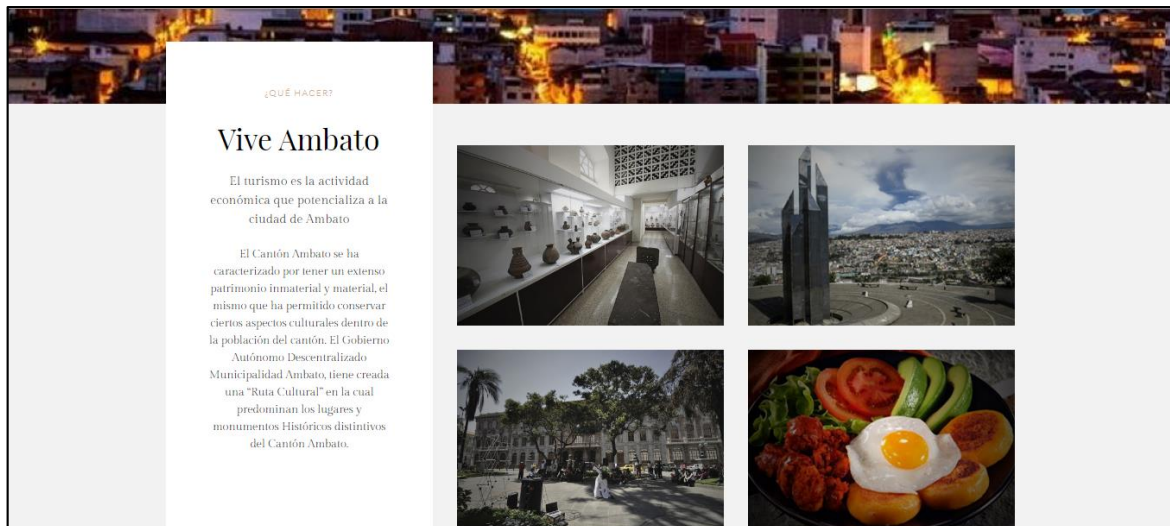 ¿QUÉ HACER?
Vive Ambato
El turismo es la actividad
económica que potencializa a la
ciudad de Ambato
El Cantón Ambato se ha
caracterizado por tener un extenso
patrimonio inmaterial y material, el
mismo que ha permitido conservar
ciertos aspectos culturales dentro de
la población del cantón. El Gobierno
Autónomo Descentralizado
Municipalidad Ambato, tiene creada
una “Ruta Cultural” en la cual
predominan los lugares y
monumentos Históricos distintivos
del Cantón Ambato.